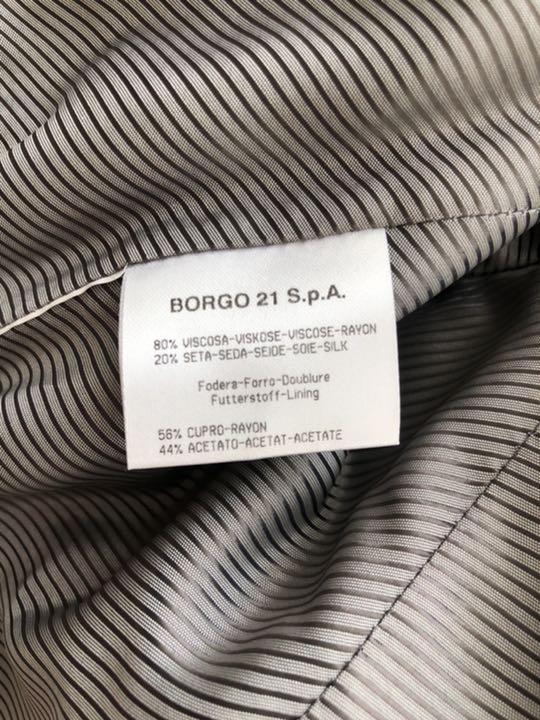 BORGO 21 S.p.A.
80% VISCOSA-VISKOSE-VISCOSE-RAYON
20% SETA-SEDA-SEIDE-SOIE-SILK
Fodera-Forro-Doublure
Futterstoff-Lining
56% CUPRO-RAYON
44% ACETATO-ACETAT-ACETATE